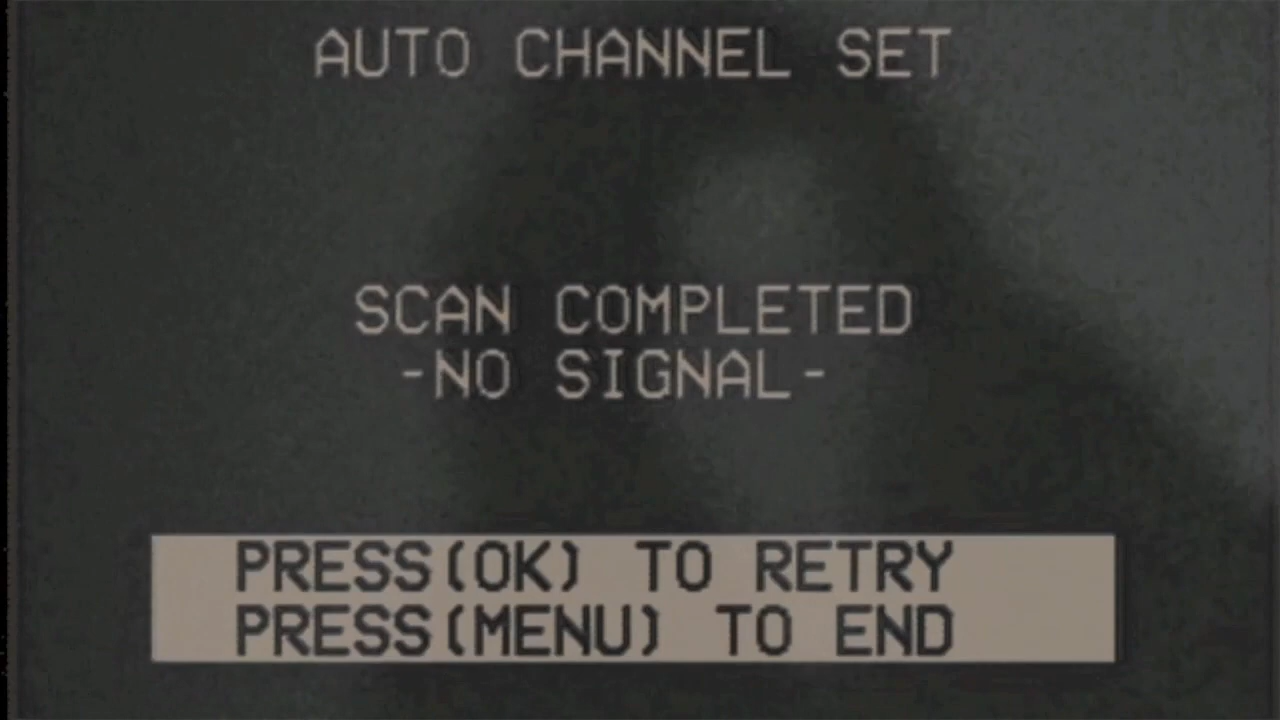 AUTO CHANNEL SET
SCAN COMPLETED
-NO SIGNAL-
PRESS(OK) TO RETRY
PRESS(MENU) TO END